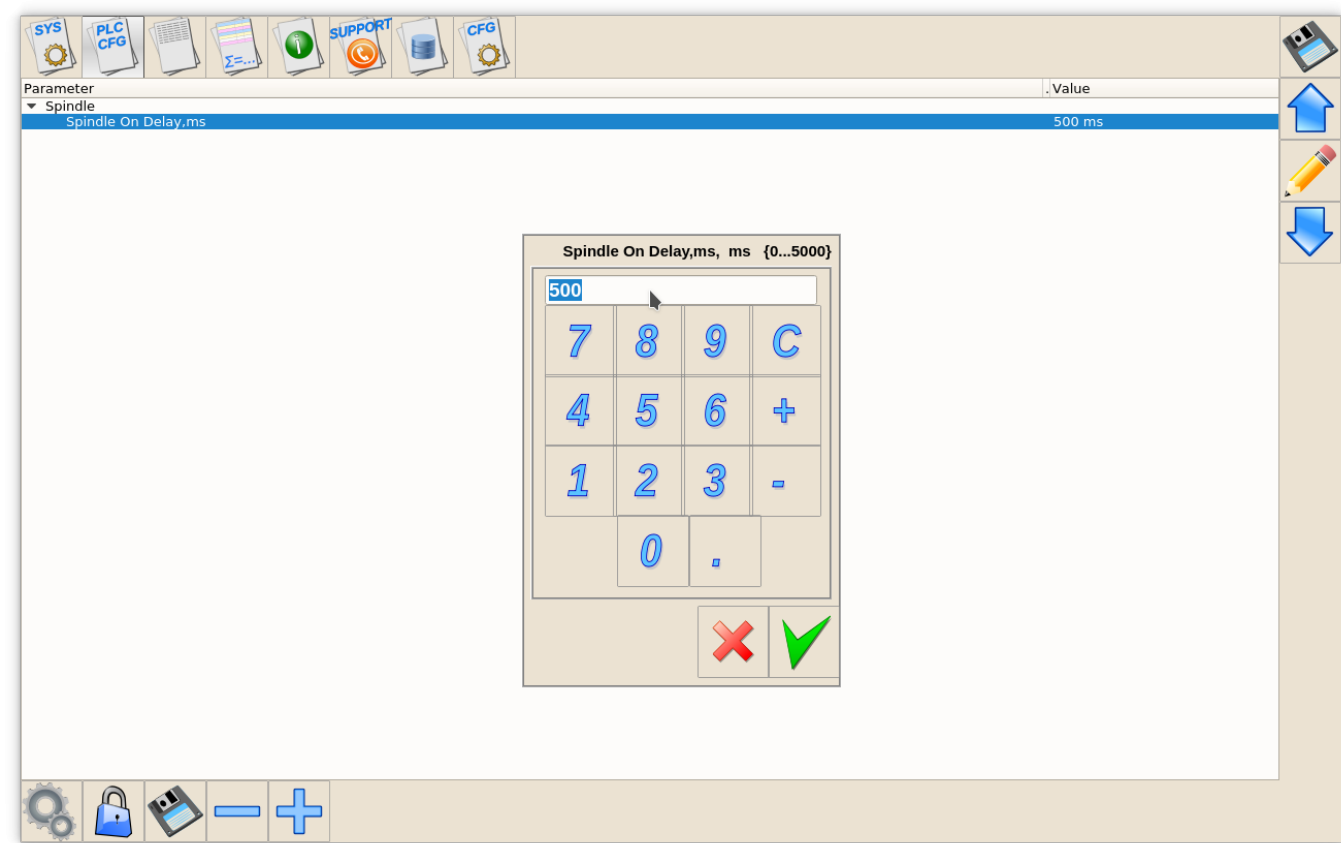 SYS
PLC
CFG
Σ=...
i
SUPPORT
CFG
Parameter . Value
Spindle
Spindle On Delay,ms 500 ms
Spindle On Delay,ms, ms {0...5000}
500
7 8 9 C
4 5 6 +
1 2 3 -
0 .